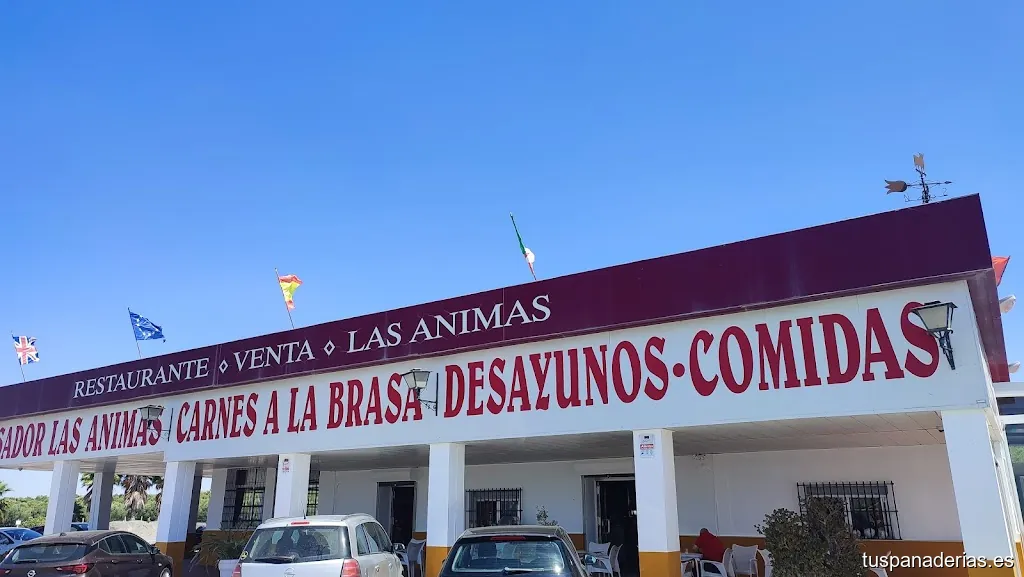 RESTAURANTE ◊ VENTA ◊ LAS ANIMAS
SADOR LAS ANIMAS CARNES A LA BRASA DESAYUNOS·COMIDAS
tuspanaderias.es